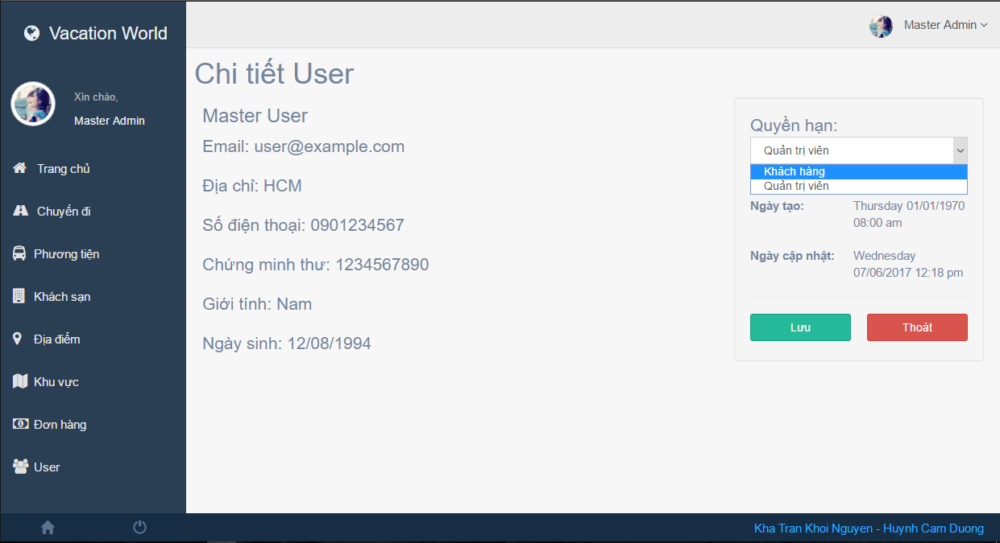 Vacation World
Master Admin
Xin chào,
Master Admin
Trang chủ
Chuyến đi
Phương tiện
Khách sạn
Địa điểm
Khu vực
Đơn hàng
User
Chi tiết User
Master User
Email: user@example.com
Địa chỉ: HCM
Số điện thoại: 0901234567
Chứng minh thư: 1234567890
Giới tính: Nam
Ngày sinh: 12/08/1994
Quyền hạn:
Quản trị viên
Khách hàng
Quản trị viên
Ngày tạo: Thursday 01/01/1970
08:00 am
Ngày cập nhật: Wednesday
07/06/2017 12:18 pm
Lưu Thoát
Kha Tran Khoi Nguyen - Huynh Cam Duong